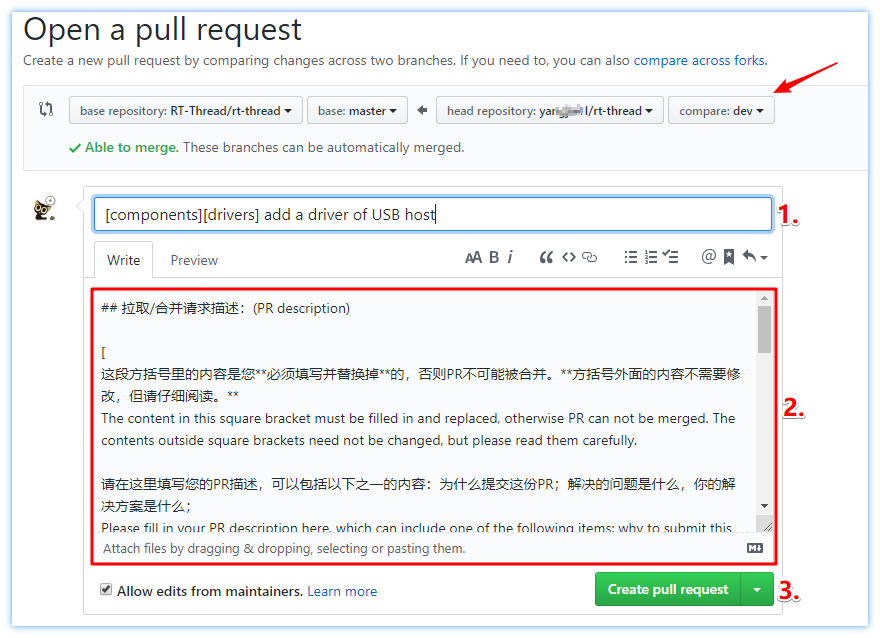 Open a pull request
Create a new pull request by comparing changes across two branches. If you need to, you can also compare across forks.
base repository: RT-Thread/rt-thread base: master head repository: /rt-thread compare: dev
Able to merge. These branches can be automatically merged.
[components][drivers] add a driver of USB host
1.
Write Preview AA B i
## 拉取/合并请求描述：(PR description)
[
这段方括号里的内容是您**必须填写并替换掉**的，否则PR不可能被合并。**方括号外面的内容不需要修
改，但请仔细阅读。**
The content in this square bracket must be filled in and replaced, otherwise PR can not be merged. The
contents outside square brackets need not be changed, but please read them carefully.
2.
请在这里填写您的PR描述，可以包括以下之一的内容：为什么提交这份PR；解决的问题是什么，你的解
决方案是什么；
Please fill in your PR description here, which can include one of the following items: why to submit this
Attach files by dragging & dropping, selecting or pasting them.
Allow edits from maintainers. Learn more
Create pull request
3.